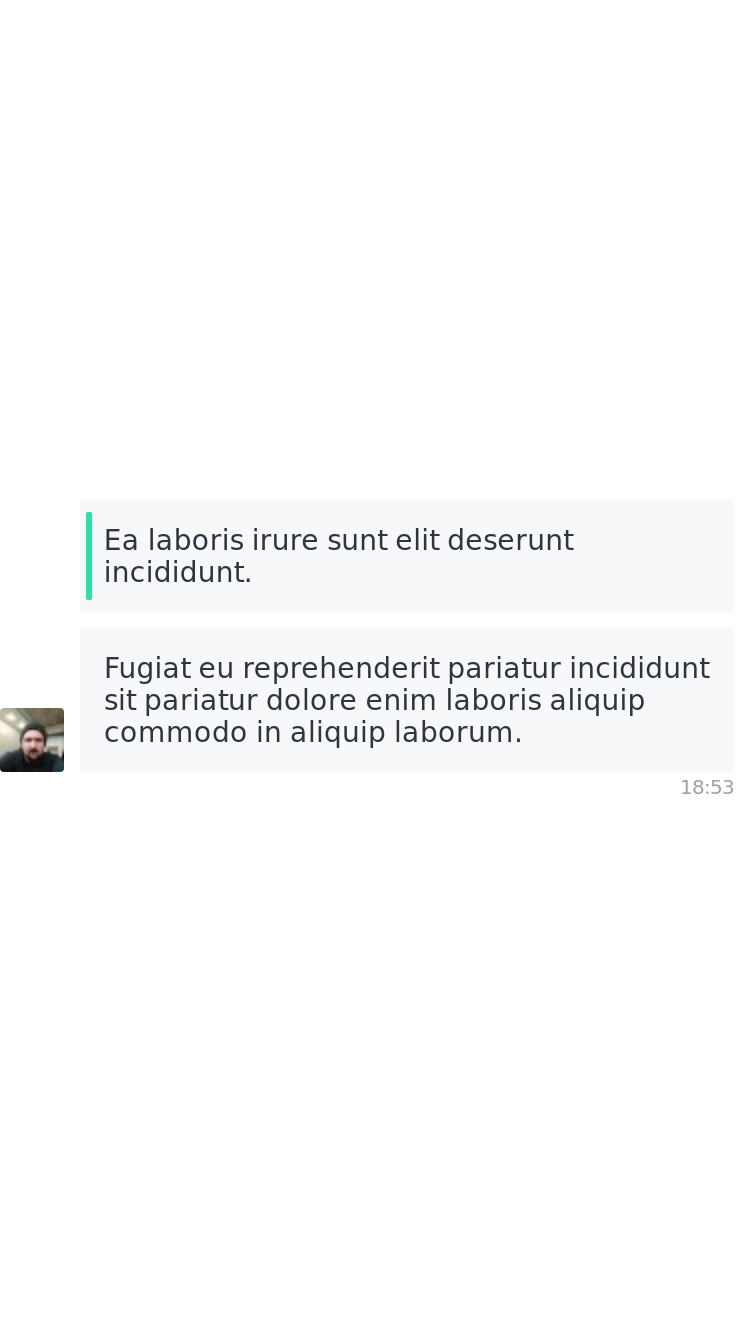 Ea laboris irure sunt elit deserunt
incididunt.
Fugiat eu reprehenderit pariatur incididunt
sit pariatur dolore enim laboris aliquip
commodo in aliquip laborum.
18:53